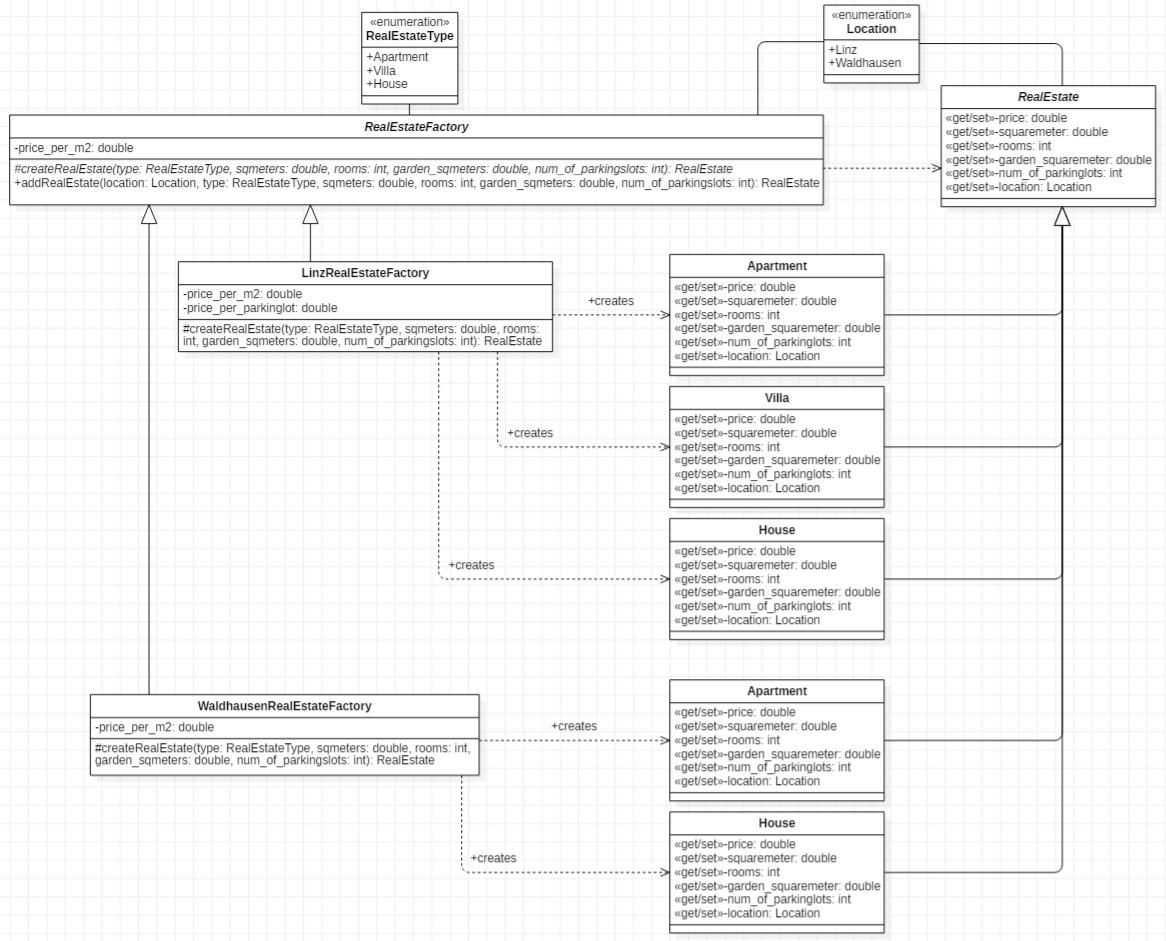 «enumeration»
RealEstateType
+Apartment
+Villa
+House
«enumeration»
Location
+Linz
+Waldhausen
RealEstate
«get/set»-price: double
«get/set»-squaremeter: double
«get/set»-rooms: int
«get/set»-garden_squaremeter: double
«get/set»-num_of_parkinglots: int
«get/set»-location: Location
RealEstateFactory
-price_per_m2: double
#createRealEstate(type: RealEstateType, sqmeters: double, rooms: int, garden_sqmeters: double, num_of_parkingslots: int): RealEstate
+addRealEstate(location: Location, type: RealEstateType, sqmeters: double, rooms: int, garden_sqmeters: double, num_of_parkingslots: int): RealEstate
LinzRealEstateFactory
-price_per_m2: double
-price_per_parkinglot: double
#createRealEstate(type: RealEstateType, sqmeters: double, rooms:
int, garden_sqmeters: double, num_of_parkingslots: int): RealEstate
+creates
Apartment
«get/set»-price: double
«get/set»-squaremeter: double
«get/set»-rooms: int
«get/set»-garden_squaremeter: double
«get/set»-num_of_parkinglots: int
«get/set»-location: Location
+creates
Villa
«get/set»-price: double
«get/set»-squaremeter: double
«get/set»-rooms: int
«get/set»-garden_squaremeter: double
«get/set»-num_of_parkinglots: int
«get/set»-location: Location
+creates
House
«get/set»-price: double
«get/set»-squaremeter: double
«get/set»-rooms: int
«get/set»-garden_squaremeter: double
«get/set»-num_of_parkinglots: int
«get/set»-location: Location
WaldhausenRealEstateFactory
-price_per_m2: double
#createRealEstate(type: RealEstateType, sqmeters: double, rooms: int,
garden_sqmeters: double, num_of_parkingslots: int): RealEstate
+creates
Apartment
«get/set»-price: double
«get/set»-squaremeter: double
«get/set»-rooms: int
«get/set»-garden_squaremeter: double
«get/set»-num_of_parkinglots: int
«get/set»-location: Location
+creates
House
«get/set»-price: double
«get/set»-squaremeter: double
«get/set»-rooms: int
«get/set»-garden_squaremeter: double
«get/set»-num_of_parkinglots: int
«get/set»-location: Location